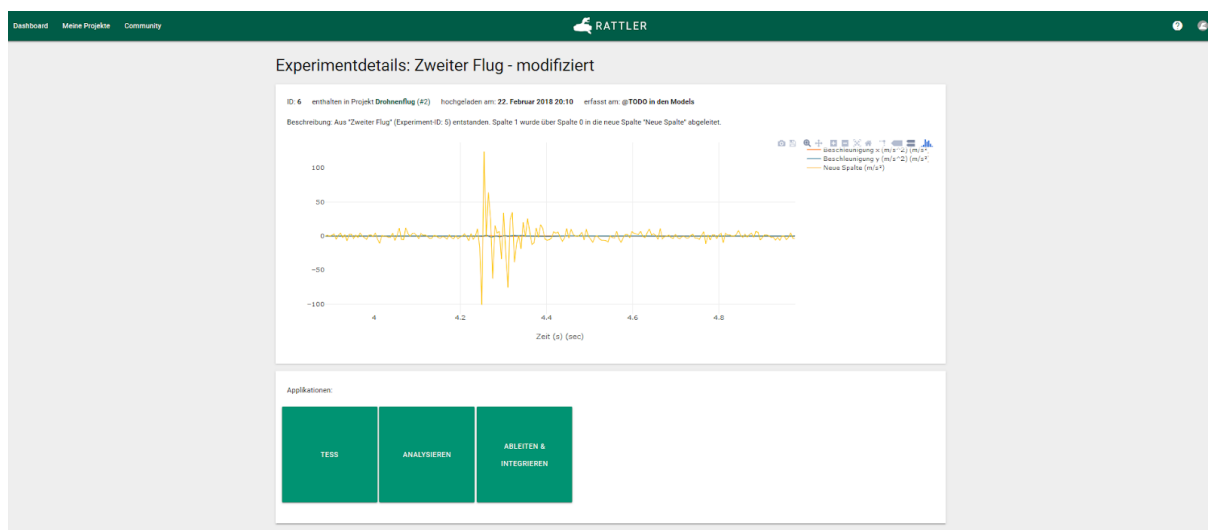 Dashboard Meine Projekte Community RATTLER ?
Experimentdetails: Zweiter Flug - modifiziert
ID: 6 enthalten in Projekt Drohnenflug (#2) hochgeladen am: 22. Februar 2018 20:10 erfasst am: @TODO in den Models
Beschreibung: Aus "Zweiter Flug" (Experiment-ID: 5) entstanden. Spalte 1 wurde über Spalte 0 in die neue Spalte "Neue Spalte" abgeleitet.
Beschleunigung x (m/s^2) (m/s²)
Beschleunigung y (m/s^2) (m/s²)
Neue Spalte (m/s²)
100
50
0
−50
−100
4 4.2 4.4 4.6 4.8
Zeit (s) (sec)
Applikationen:
TESS ANALYSIEREN ABLEITEN &
INTEGRIEREN